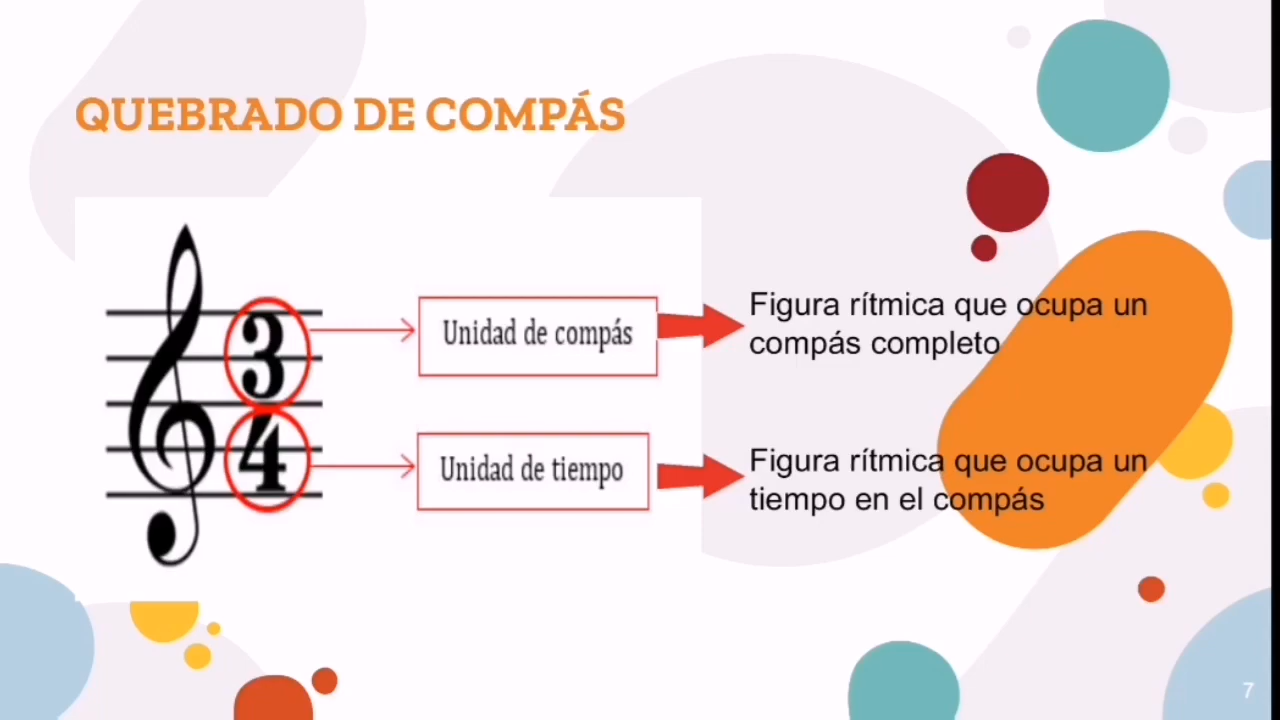 QUEBRADO DE COMPÁS
3
Unidad de compás
Figura rítmica que ocupa un
compás completo
4
Unidad de tiempo
Figura rítmica que ocupa un
tiempo en el compás
7